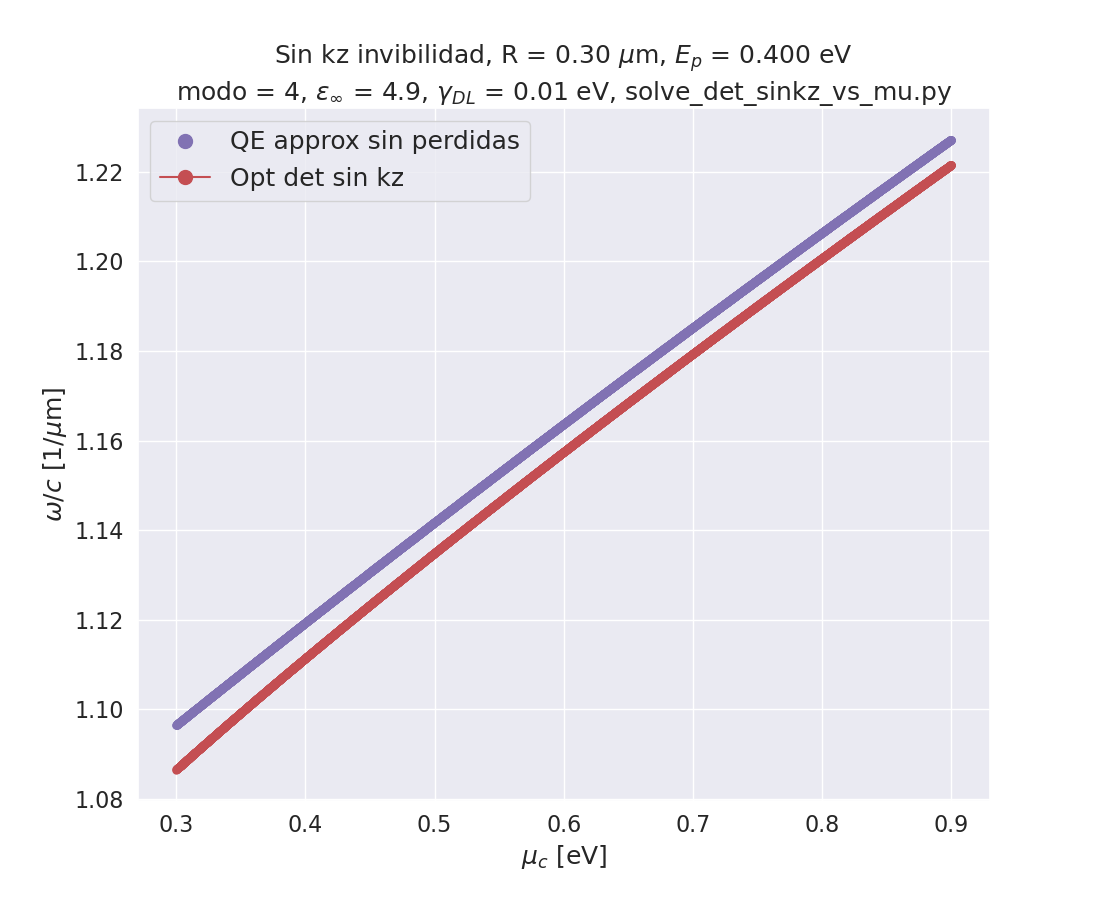 Sin kz invibilidad, R = 0.30 μm, E_p = 0.400 eV
modo = 4, ε_∞ = 4.9, γ_DL = 0.01 eV, solve_det_sinkz_vs_mu.py
QE approx sin perdidas
Opt det sin kz
1.22
1.20
1.18
1.16
1.14
1.12
1.10
1.08
ω/c [1/μm]
0.3 0.4 0.5 0.6 0.7 0.8 0.9
μ_c [eV]